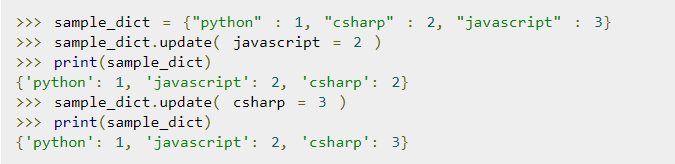 >>> sample_dict = {"python" : 1, "csharp" : 2, "javascript" : 3}
>>> sample_dict.update( javascript = 2 )
>>> print(sample_dict)
{'python': 1, 'javascript': 2, 'csharp': 2}
>>> sample_dict.update( csharp = 3 )
>>> print(sample_dict)
{'python': 1, 'javascript': 2, 'csharp': 3}